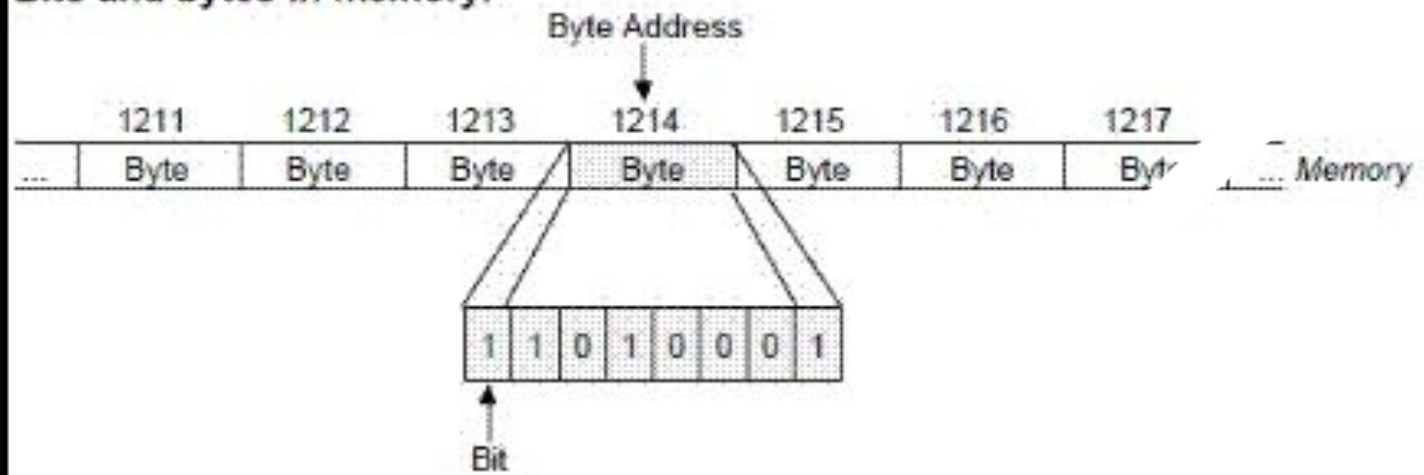 Byte Address
1211 1212 1213 1214 1215 1216 1217
... Byte Byte Byte Byte Byte Byte ... Memory
1 1 0 1 0 0 0 1
Bit